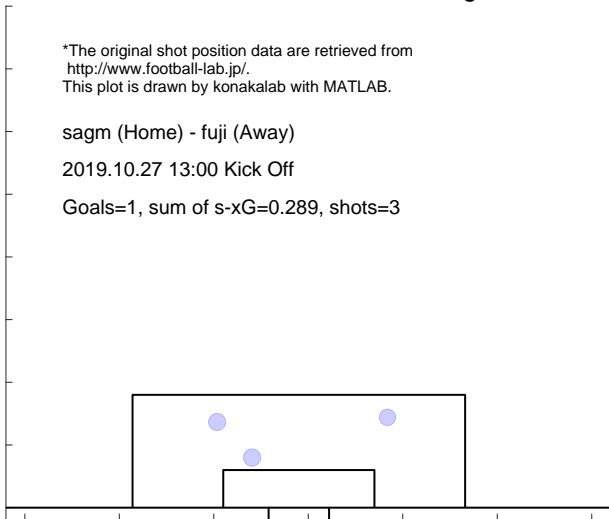 *The original shot position data are retrieved from
http://www.football-lab.jp/.
This plot is drawn by konakalab with MATLAB.
sagm (Home) - fuji (Away)
2019.10.27 13:00 Kick Off
Goals=1, sum of s-xG=0.289, shots=3